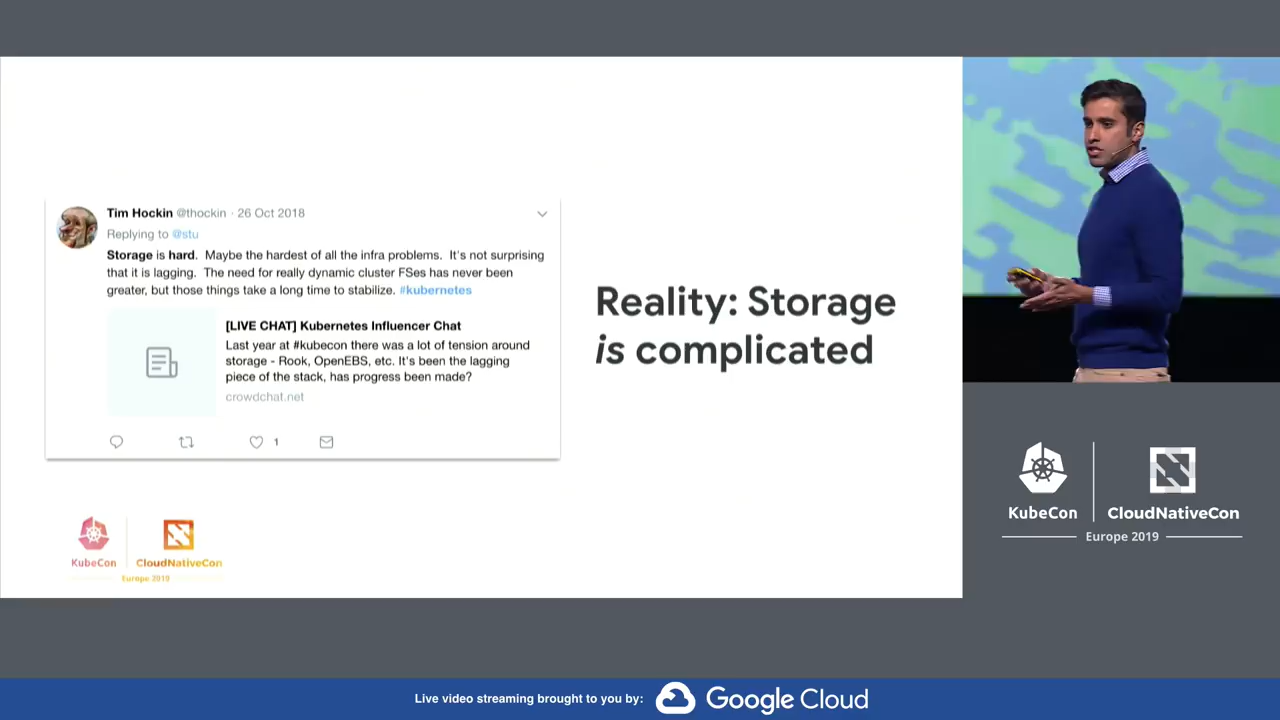 Tim Hockin @thockin · 26 Oct 2018
Replying to @stu
Storage is hard. Maybe the hardest of all the infra problems. It's not surprising
that it is lagging. The need for really dynamic cluster FSes has never been
greater, but those things take a long time to stabilize. #kubernetes
[LIVE CHAT] Kubernetes Influencer Chat
Last year at #kubecon there was a lot of tension around
storage - Rook, OpenEBS, etc. It's been the lagging
piece of the stack, has progress been made?
crowdchat.net
1
Reality: Storage
is complicated
KubeCon
CloudNativeCon
Europe 2019
KubeCon
CloudNativeCon
Europe 2019
Live video streaming brought to you by:
Google Cloud